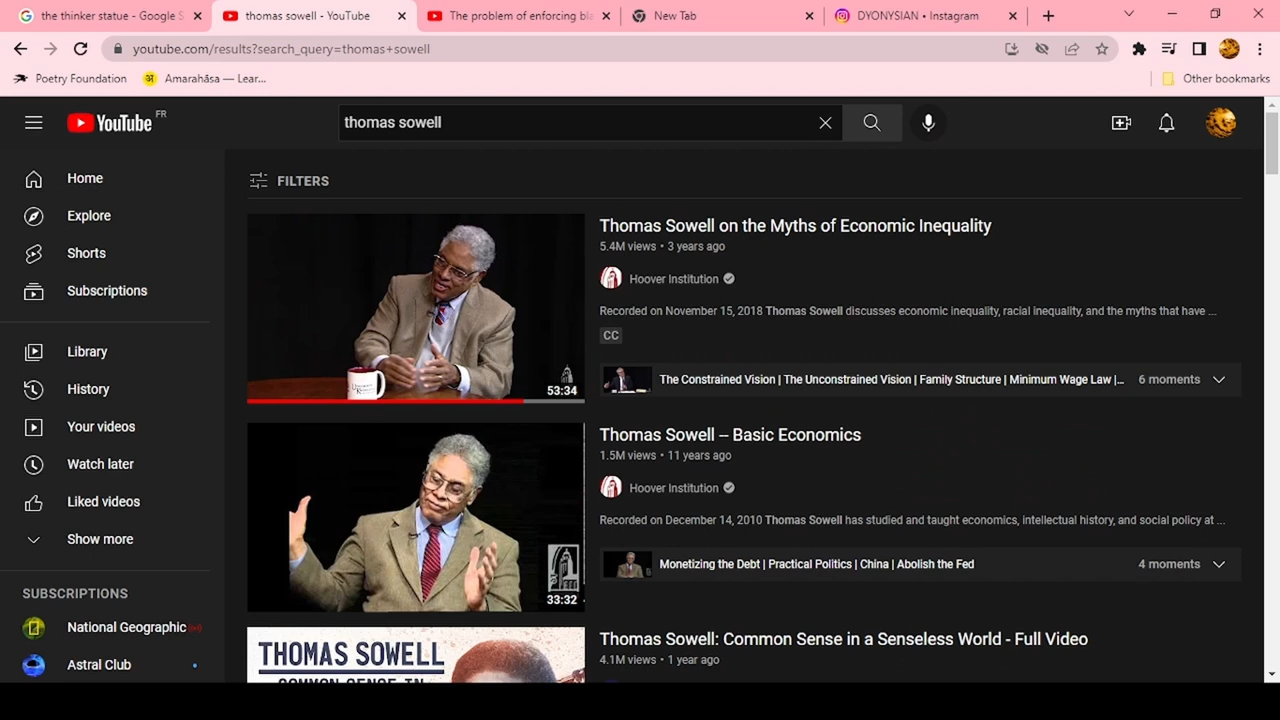 the thinker statue - Google S
thomas sowell - YouTube
The problem of enforcing bla
New Tab
DYONYSIAN • Instagram
youtube.com/results?search_query=thomas+sowell
Poetry Foundation
Amarahāsa — Lear...
Other bookmarks
YouTube FR
thomas sowell
Home
Explore
Shorts
Subscriptions
Library
History
Your videos
Watch later
Liked videos
Show more
SUBSCRIPTIONS
National Geographic
Astral Club
FILTERS
53:34
Thomas Sowell on the Myths of Economic Inequality
5.4M views • 3 years ago
Hoover Institution
Recorded on November 15, 2018 Thomas Sowell discusses economic inequality, racial inequality, and the myths that have ...
CC
The Constrained Vision | The Unconstrained Vision | Family Structure | Minimum Wage Law |...
6 moments
33:32
Thomas Sowell -- Basic Economics
1.5M views • 11 years ago
Hoover Institution
Recorded on December 14, 2010 Thomas Sowell has studied and taught economics, intellectual history, and social policy at ...
Monetizing the Debt | Practical Politics | China | Abolish the Fed
4 moments
THOMAS SOWELL
COMMON SENSE IN
Thomas Sowell: Common Sense in a Senseless World - Full Video
4.1M views • 1 year ago